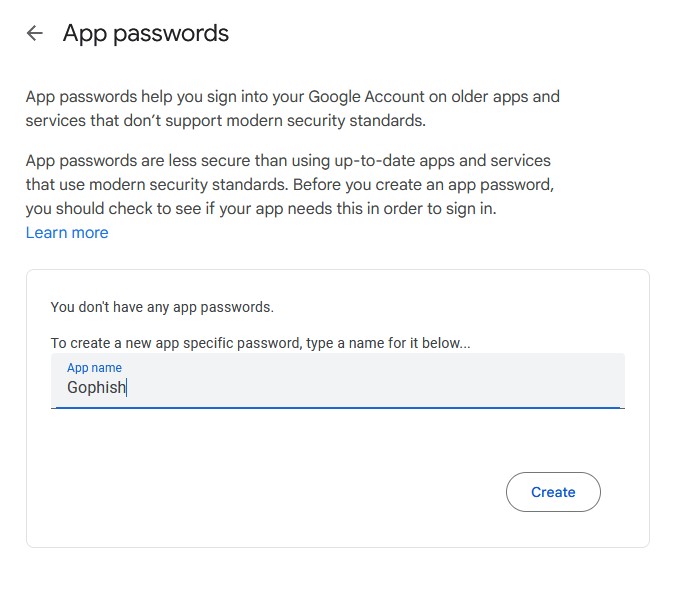 App passwords
App passwords help you sign into your Google Account on older apps and
services that don’t support modern security standards.
App passwords are less secure than using up-to-date apps and services
that use modern security standards. Before you create an app password,
you should check to see if your app needs this in order to sign in.
Learn more
You don't have any app passwords.
To create a new app specific password, type a name for it below...
App name
Gophish
Create